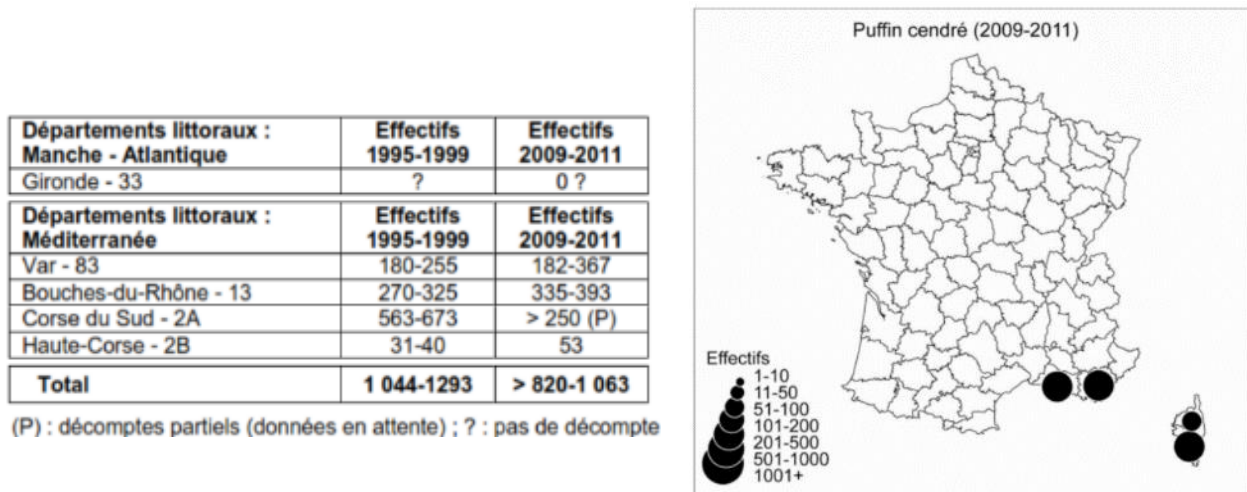 Départements littoraux : Effectifs Effectifs
Manche - Atlantique 1995-1999 2009-2011
Gironde - 33 ? 0 ?
Départements littoraux : Effectifs Effectifs
Méditerranée 1995-1999 2009-2011
Var - 83 180-255 182-367
Bouches-du-Rhône - 13 270-325 335-393
Corse du Sud - 2A 563-673 > 250 (P)
Haute-Corse - 2B 31-40 53
Total 1 044-1293 > 820-1 063
(P) : décomptes partiels (données en attente) ; ? : pas de décompte
Puffin cendré (2009-2011)
Effectifs
1-10
11-50
51-100
101-200
201-500
501-1000
1001+